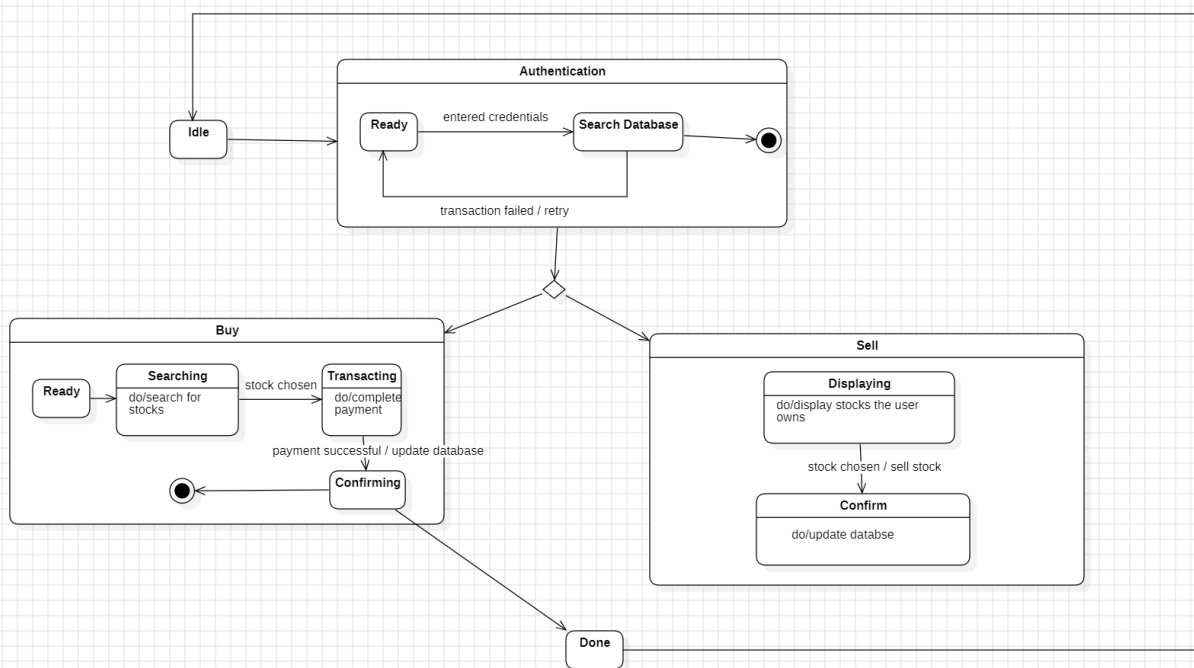 Authentication
Idle
Ready
entered credentials
Search Database
transaction failed / retry
Buy
Ready
Searching
do/search for
stocks
stock chosen
Transacting
do/complete
payment
payment successful / update database
Confirming
Sell
Displaying
do/display stocks the user
owns
stock chosen / sell stock
Confirm
do/update databse
Done